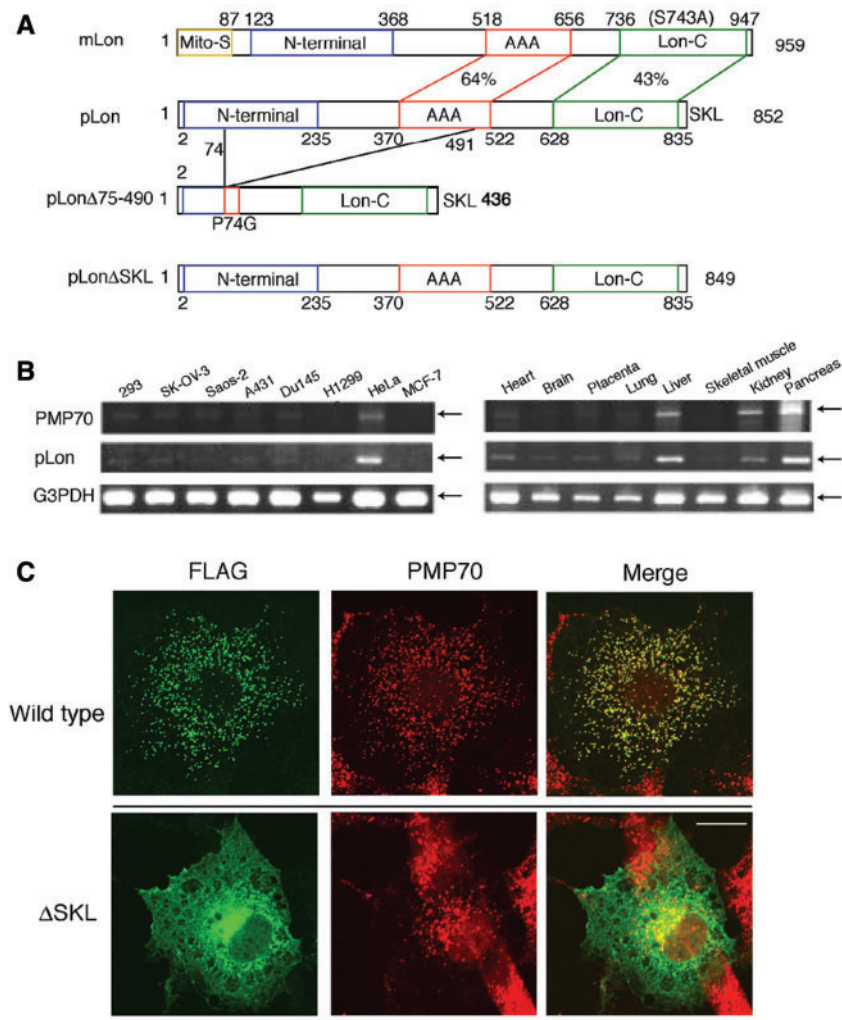 A
87 123 368 518 656 736 (S743A) 947
mLon 1 Mito-S N-terminal AAA Lon-C 959
64% 43%
pLon 1 N-terminal AAA Lon-C SKL 852
2 235 370 522 628 835
74 491
2
pLonΔ75-490 1 Lon-C SKL 436
P74G
pLonΔSKL 1 N-terminal AAA Lon-C 849
2 235 370 522 628 835
B
293 SK-OV-3 Saos-2 A431 Du145 H1299 HeLa MCF-7 Heart Brain Placenta Lung Liver Skeletal muscle Kidney Pancreas
PMP70
pLon
G3PDH
C
FLAG PMP70 Merge
Wild type
ΔSKL